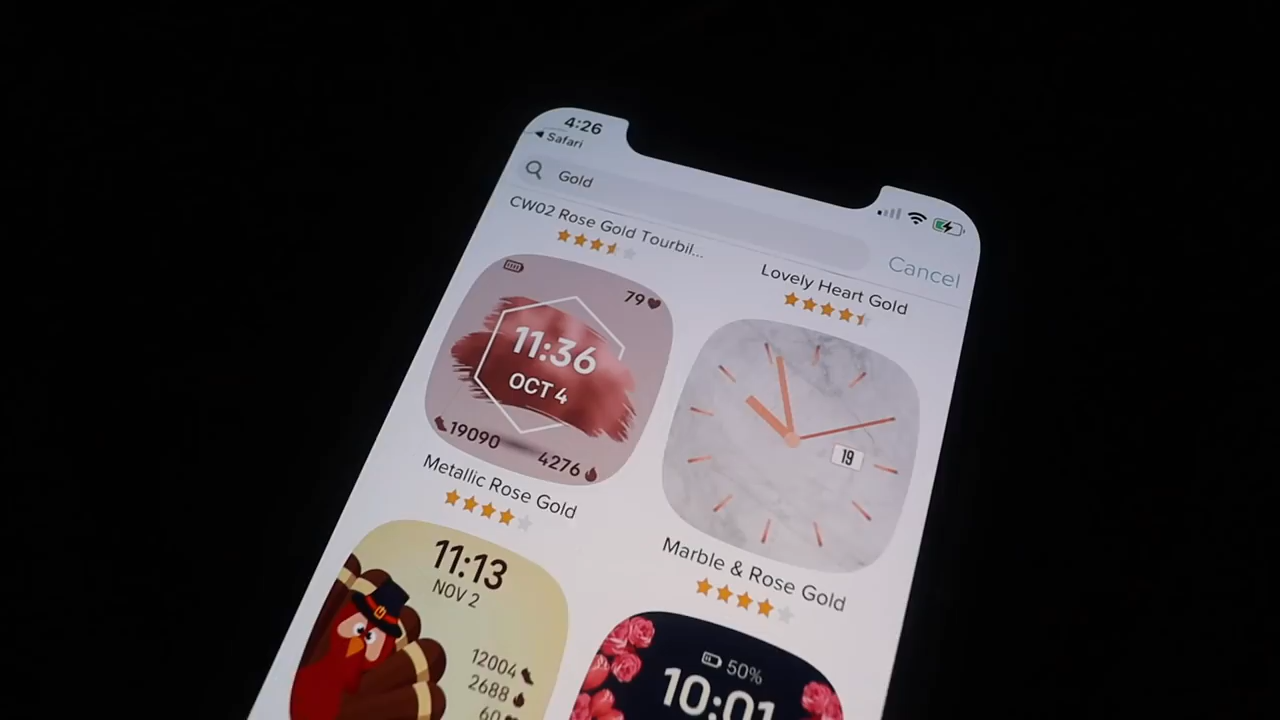 4:26
Safari
Gold
Cancel
CW02 Rose Gold Tourbil...
Lovely Heart Gold
79
11:36
OCT 4
19090
4276
19
Metallic Rose Gold
Marble & Rose Gold
11:13
NOV 2
12004
2688
60
50%
10:01